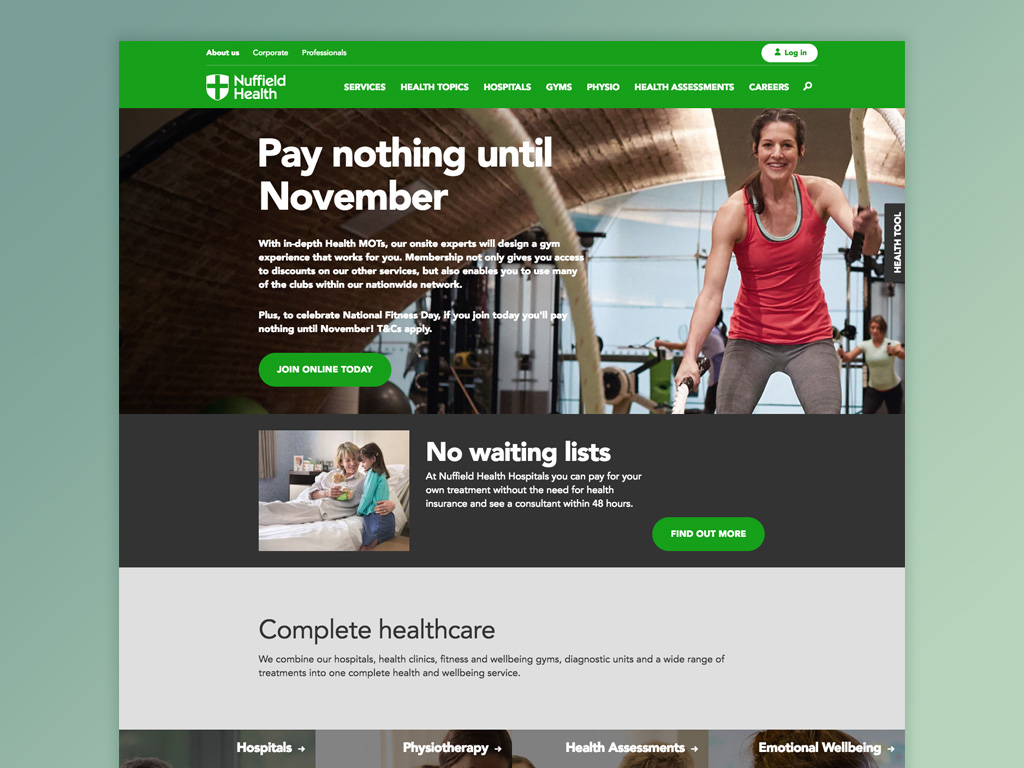 About us Corporate Professionals Log in
Nuffield
Health
SERVICES HEALTH TOPICS HOSPITALS GYMS PHYSIO HEALTH ASSESSMENTS CAREERS
Pay nothing until
November
With in-depth Health MOTs, our onsite experts will design a gym
experience that works for you. Membership not only gives you access
to discounts on our other services, but also enables you to use many
of the clubs within our nationwide network.
Plus, to celebrate National Fitness Day, if you join today you'll pay
nothing until November! T&Cs apply.
JOIN ONLINE TODAY
HEALTH TOOL
No waiting lists
At Nuffield Health Hospitals you can pay for your
own treatment without the need for health
insurance and see a consultant within 48 hours.
FIND OUT MORE
Complete healthcare
We combine our hospitals, health clinics, fitness and wellbeing gyms, diagnostic units and a wide range of
treatments into one complete health and wellbeing service.
Hospitals → Physiotherapy → Health Assessments → Emotional Wellbeing →